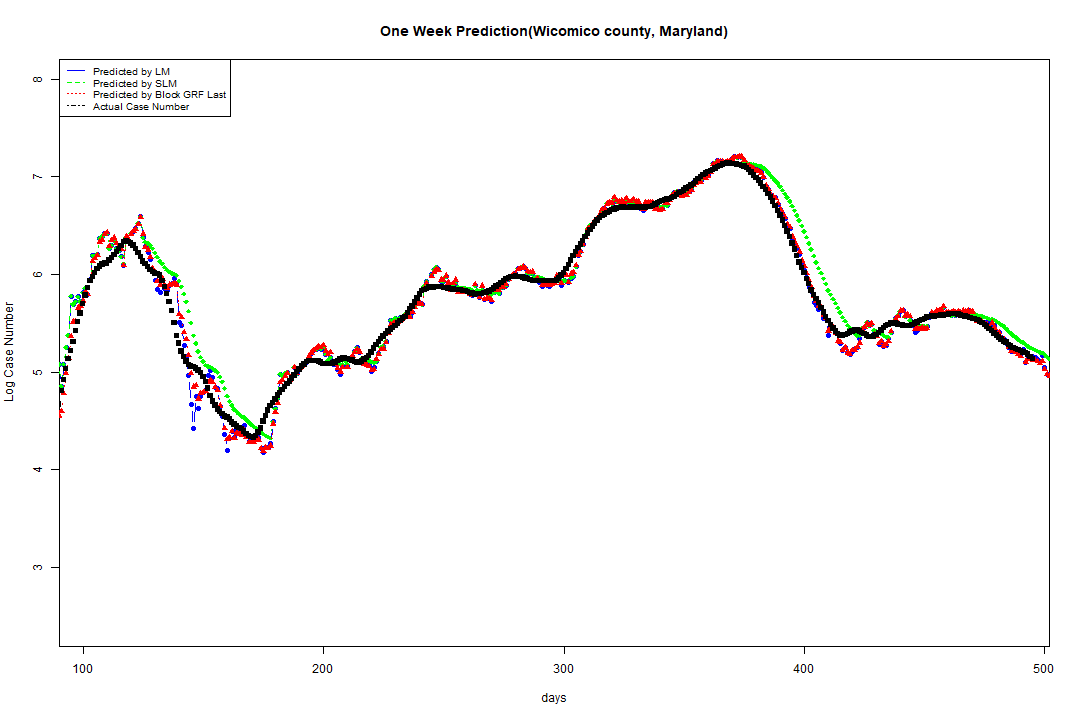 One Week Prediction(Wicomico county, Maryland)
Predicted by LM
Predicted by SLM
Predicted by Block GRF Last
Actual Case Number
8
7
6
5
4
3
Log Case Number
100 200 300 400 500
days